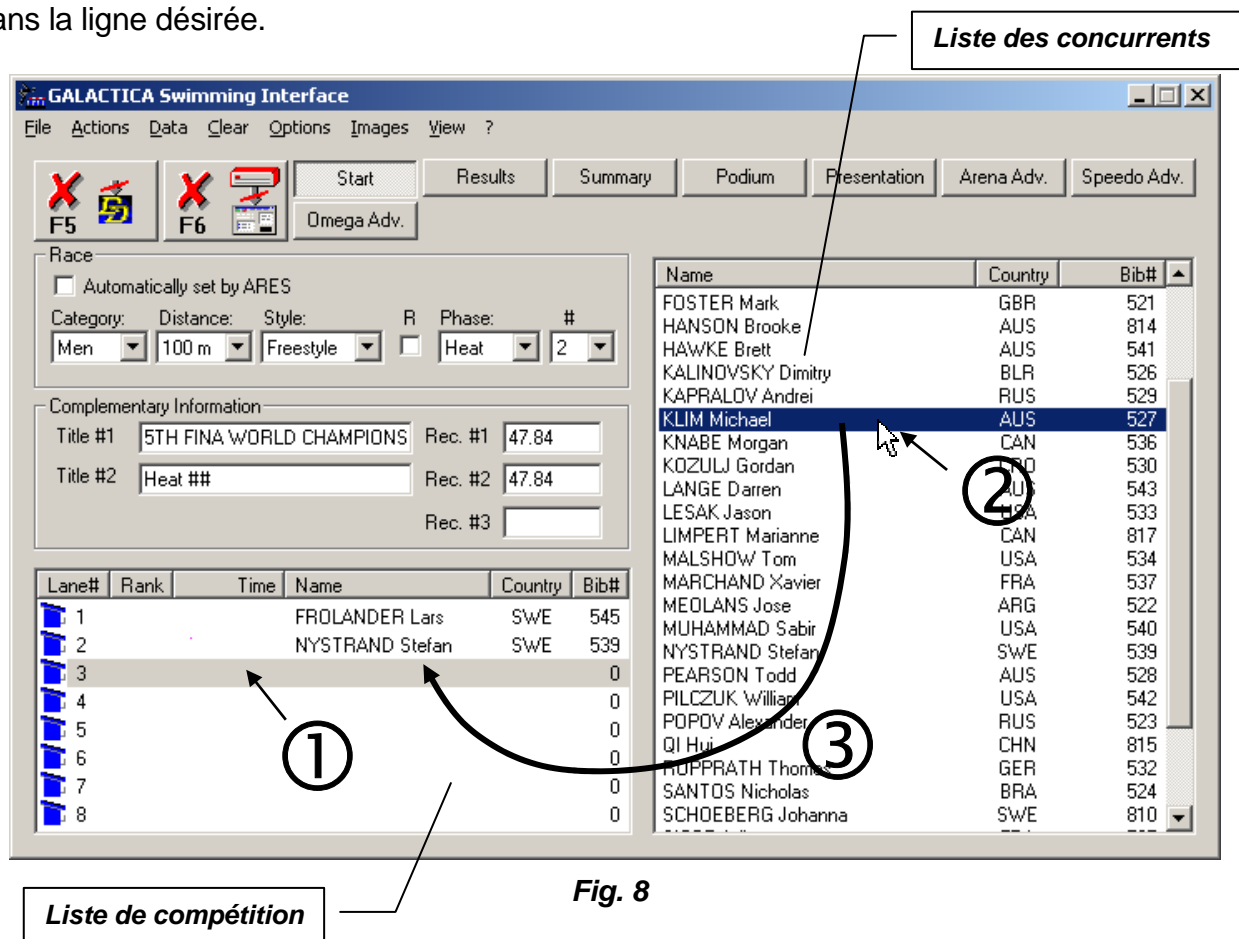 ans la ligne désirée.
Liste des concurrents
GALACTICA Swimming Interface
File Actions Data Clear Options Images View ?
F5 F6 Start Results Summary Podium Presentation Arena Adv. Speedo Adv.
Omega Adv.
Race
Automatically set by ARES
Category: Distance: Style: R Phase: #
Men 100 m Freestyle Heat 2
Complementary Information
Title #1 5TH FINA WORLD CHAMPIONS Rec. #1 47.84
Title #2 Heat ## Rec. #2 47.84
Rec. #3
Lane# Rank Time Name Country Bib#
1 FROLANDER Lars SWE 545
2 NYSTRAND Stefan SWE 539
3 0
4 0
5 0
6 0
7 0
8 0
Name Country Bib#
FOSTER Mark GBR 521
HANSON Brooke AUS 814
HAWKE Brett AUS 541
KALINOVSKY Dimitry BLR 526
KAPRALOV Andrei RUS 529
KLIM Michael AUS 527
KNABE Morgan CAN 536
KOZULJ Gordan CRO 530
LANGE Darren AUS 543
LESAK Jason USA 533
LIMPERT Marianne CAN 817
MALSHOW Tom USA 534
MARCHAND Xavier FRA 537
MEOLANS Jose ARG 522
MUHAMMAD Sabir USA 540
NYSTRAND Stefan SWE 539
PEARSON Todd AUS 528
PILCZUK William USA 542
POPOV Alexander RUS 523
QI Hui CHN 815
RUPPRATH Thomas GER 532
SANTOS Nicholas BRA 524
SCHOEBERG Johanna SWE 810
①
②
③
Liste de compétition
Fig. 8